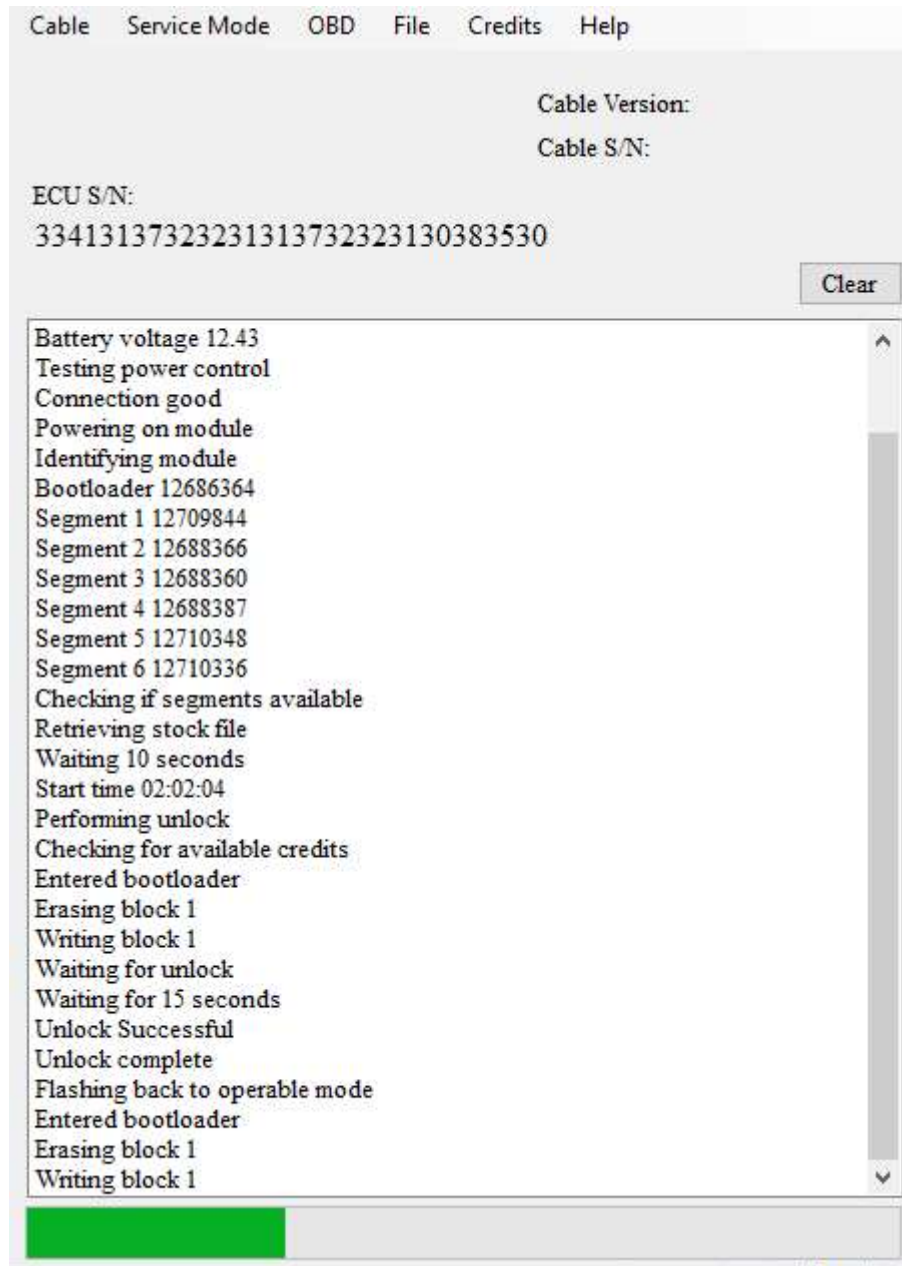 Cable Service Mode OBD File Credits Help
Cable Version:
Cable S/N:
ECU S/N:
33413137323231313732323130383530
Clear
Battery voltage 12.43
Testing power control
Connection good
Powering on module
Identifying module
Bootloader 12686364
Segment 1 12709844
Segment 2 12688366
Segment 3 12688360
Segment 4 12688387
Segment 5 12710348
Segment 6 12710336
Checking if segments available
Retrieving stock file
Waiting 10 seconds
Start time 02:02:04
Performing unlock
Checking for available credits
Entered bootloader
Erasing block 1
Writing block 1
Waiting for unlock
Waiting for 15 seconds
Unlock Successful
Unlock complete
Flashing back to operable mode
Entered bootloader
Erasing block 1
Writing block 1